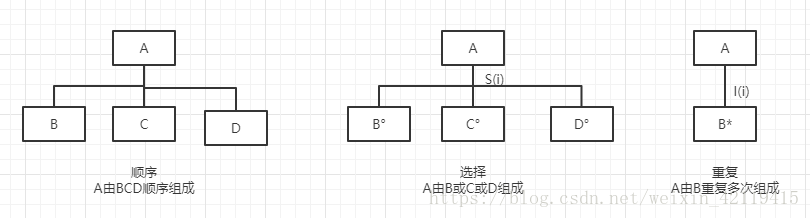 A
B
C
D
顺序
A由BCD顺序组成
A
S(i)
B°
C°
D°
选择
A由B或C或D组成
A
I(i)
B*
重复
A由B重复多次组成
https://blog.csdn.net/weixin_42119415